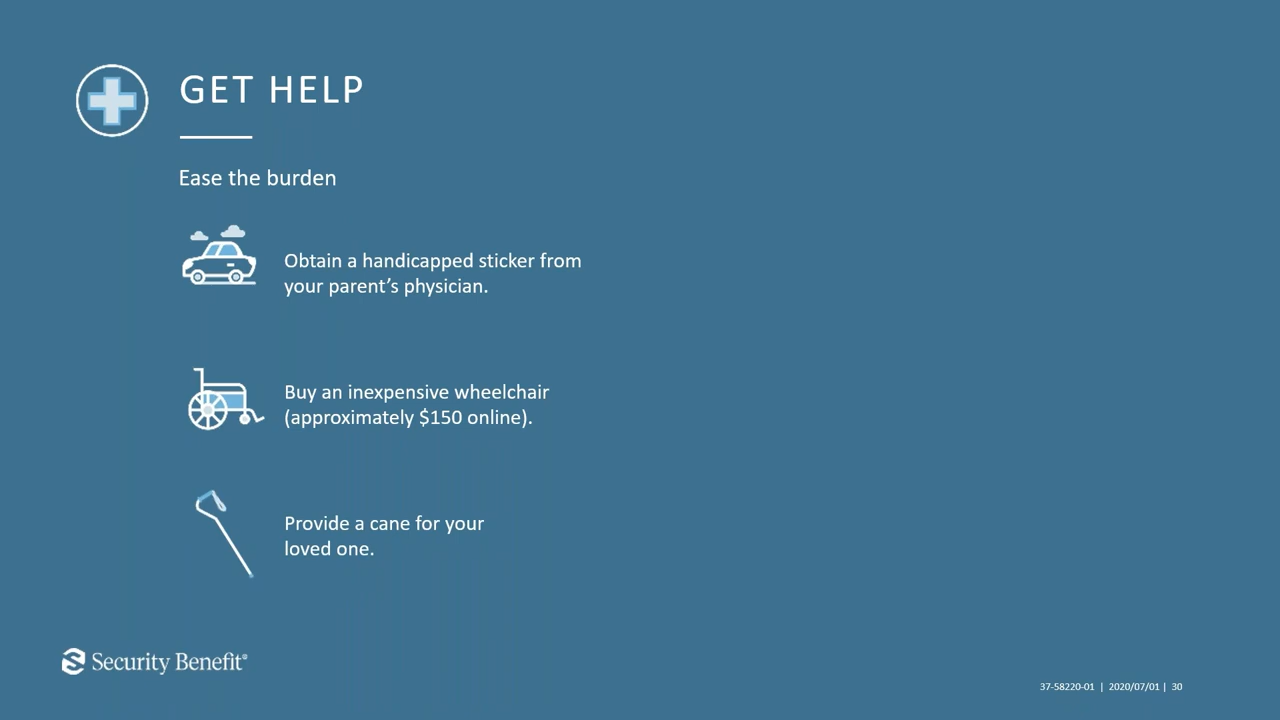 GET HELP
Ease the burden
Obtain a handicapped sticker from
your parent’s physician.
Buy an inexpensive wheelchair
(approximately $150 online).
Provide a cane for your
loved one.
Security Benefit®
37-58220-01 | 2020/07/01 | 30